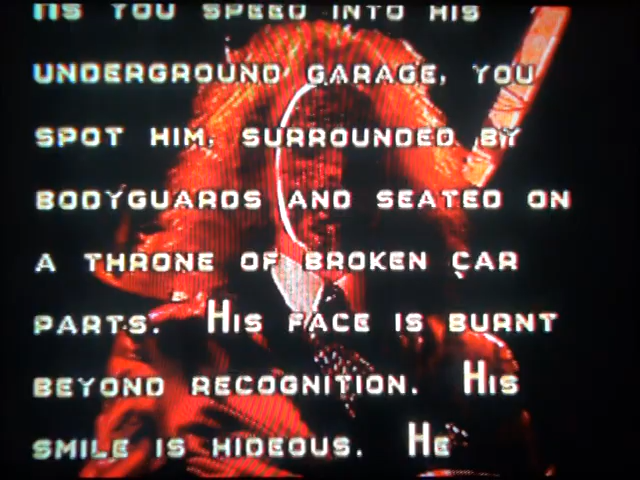 AS YOU SPEED INTO HIS
UNDERGROUND GARAGE, YOU
SPOT HIM, SURROUNDED BY
BODYGUARDS AND SEATED ON
A THRONE OF BROKEN CAR
PARTS. HIS FACE IS BURNT
BEYOND RECOGNITION. HIS
SMILE IS HIDEOUS. HE